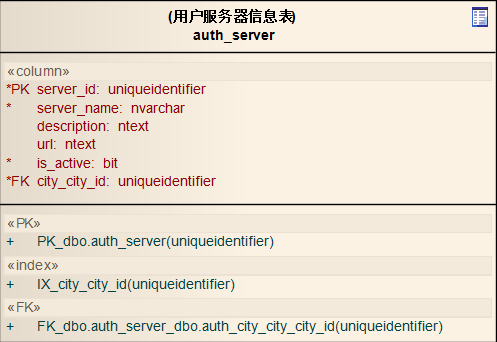 (用户服务器信息表)
auth_server
«column»
*PK server_id: uniqueidentifier
* server_name: nvarchar
description: ntext
url: ntext
* is_active: bit
*FK city_city_id: uniqueidentifier
«PK»
+ PK_dbo.auth_server(uniqueidentifier)
«index»
+ IX_city_city_id(uniqueidentifier)
«FK»
+ FK_dbo.auth_server_dbo.auth_city_city_city_id(uniqueidentifier)